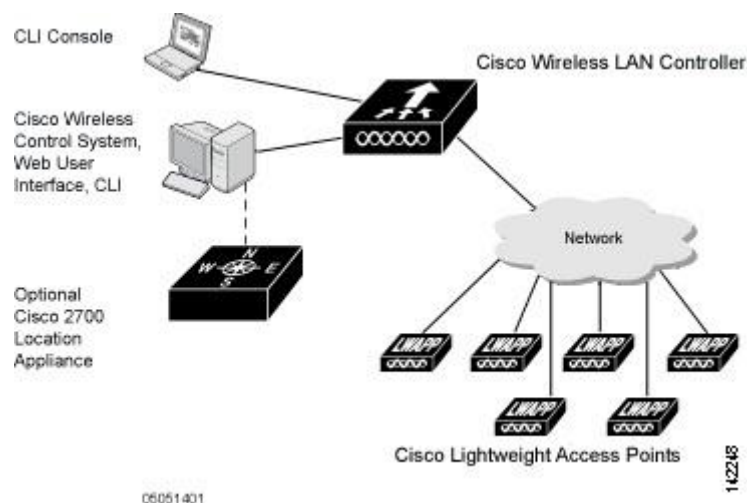 CLI Console
Cisco Wireless LAN Controller
Cisco Wireless
Control System,
Web User
Interface, CLI
Network
N
W
E
S
Optional
Cisco 2700
Location
Appliance
LWAPP
LWAPP
LWAPP
LWAPP
LWAPP
LWAPP
Cisco Lightweight Access Points
142248
05051401